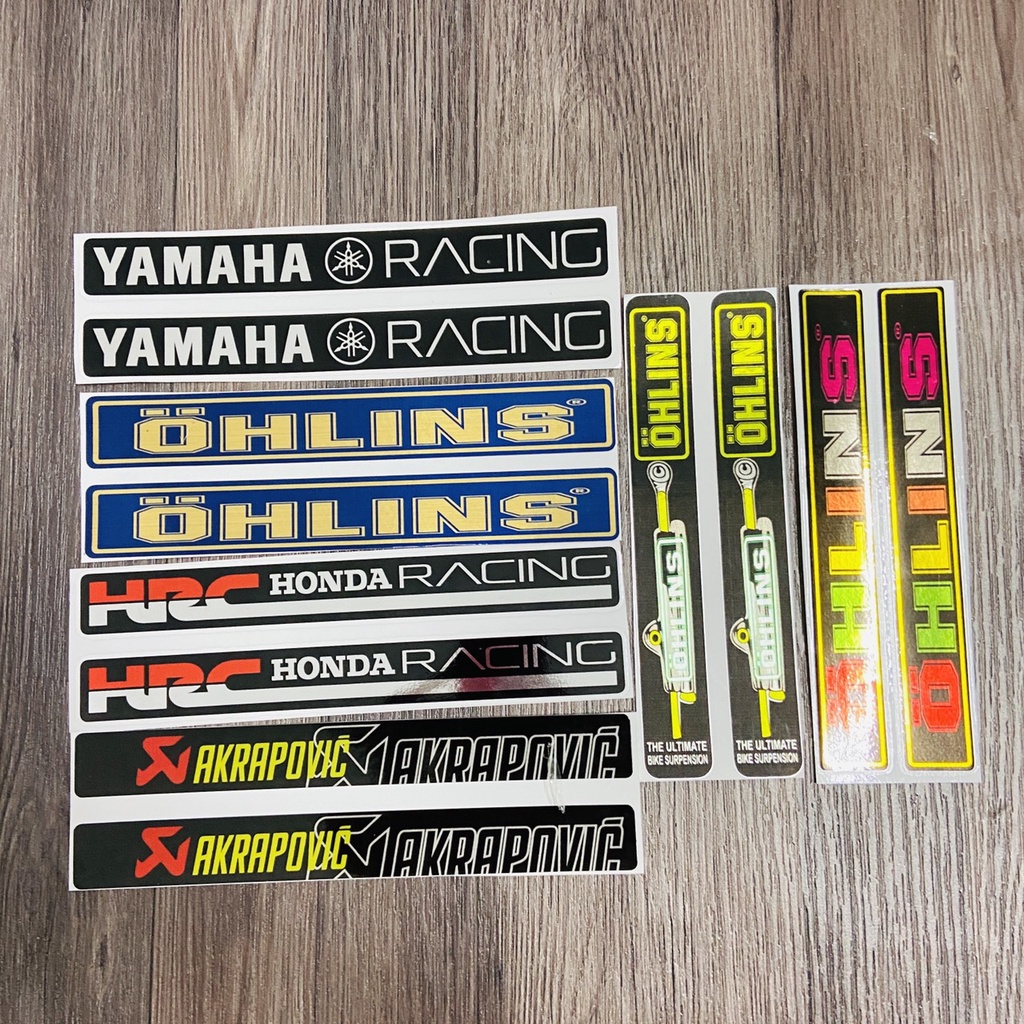 YAMAHA RACING
YAMAHA RACING
ÖHLINS®
ÖHLINS®
HRC HONDA RACING
HRC HONDA RACING
AKRAPOVIČ AKRAPOVIČ
AKRAPOVIČ AKRAPOVIČ
ÖHLINS®
ÖHLINS
THE ULTIMATE
BIKE SURPENSION
ÖHLINS®
ÖHLINS
THE ULTIMATE
BIKE SURPENSION
ÖHLINS®
ÖHLINS®